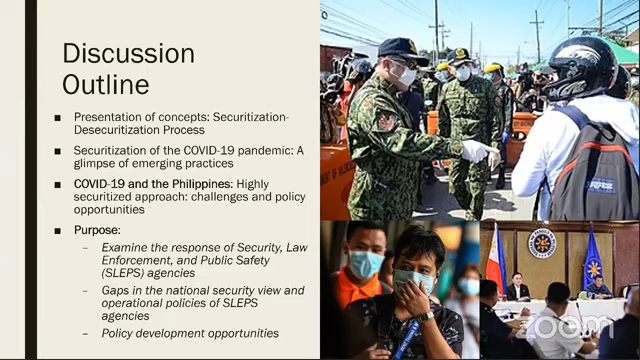 Discussion
Outline
■ Presentation of concepts: Securitization-
Desecuritization Process
■ Securitization of the COVID-19 pandemic: A
glimpse of emerging practices
■ COVID-19 and the Philippines: Highly
securitized approach: challenges and policy
opportunities
■ Purpose:
– Examine the response of Security, Law
Enforcement, and Public Safety
(SLEPS) agencies
– Gaps in the national security view and
operational policies of SLEPS
agencies
– Policy development opportunities
zoom